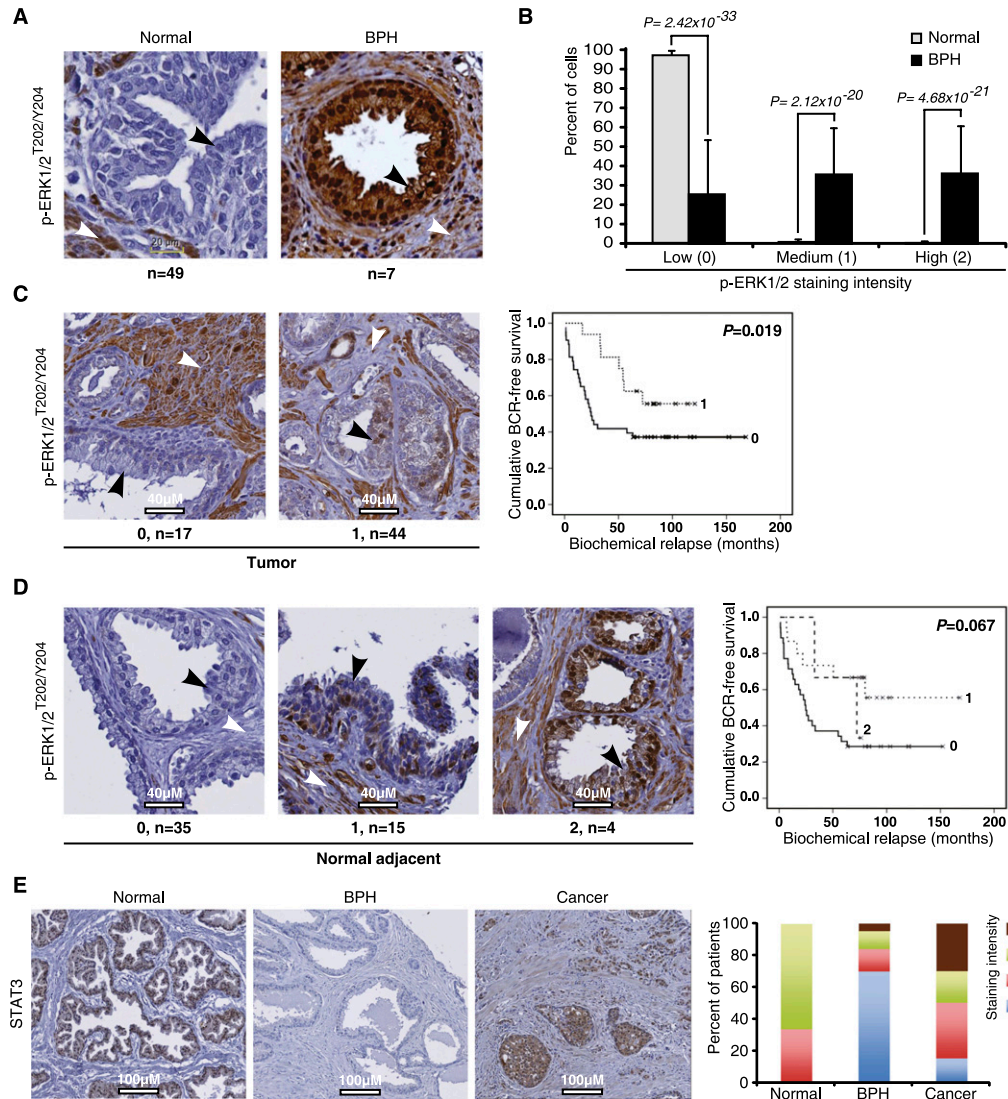 A
Normal
BPH
p-ERK1/2^T202/Y204
20 µm
n=49
n=7
B
P= 2.42x10^-33
Normal
BPH
P= 2.12x10^-20
P= 4.68x10^-21
Percent of cells
100
90
80
70
60
50
40
30
20
10
0
Low (0)
Medium (1)
High (2)
p-ERK1/2 staining intensity
C
p-ERK1/2^T202/Y204
40µM
40µM
0, n=17
1, n=44
Tumor
P=0.019
Cumulative BCR-free survival
1.0
0.8
0.6
0.4
0.2
0.0
1
0
0
50
100
150
200
Biochemical relapse (months)
D
p-ERK1/2^T202/Y204
40µM
40µM
40µM
0, n=35
1, n=15
2, n=4
Normal adjacent
P=0.067
Cumulative BCR-free survival
1.0
0.8
0.6
0.4
0.2
0.0
1
2
0
0
50
100
150
200
Biochemical relapse (months)
E
Normal
BPH
Cancer
STAT3
100µM
100µM
100µM
Percent of patients
100
80
60
40
20
0
Normal
BPH
Cancer
Staining intensity